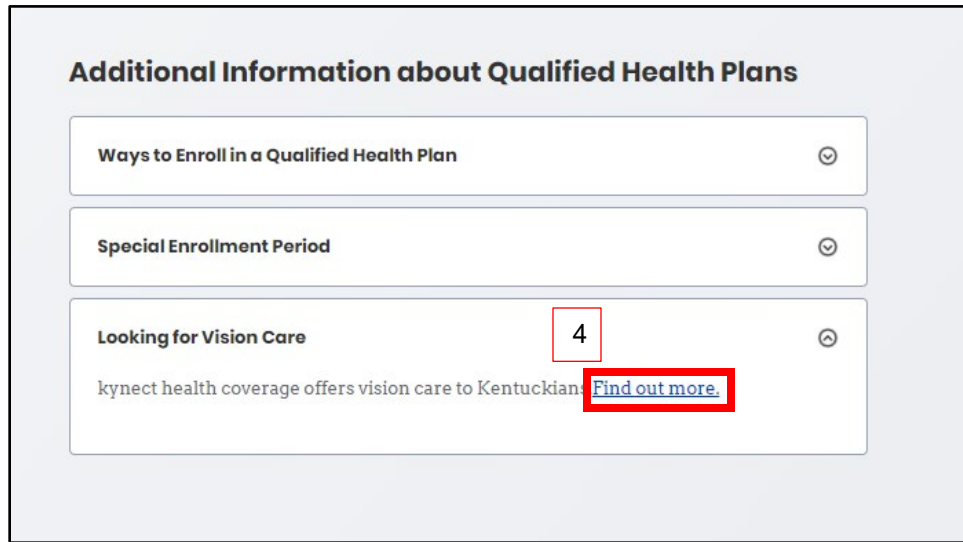 Additional Information about Qualified Health Plans
Ways to Enroll in a Qualified Health Plan
Special Enrollment Period
Looking for Vision Care
4
kynect health coverage offers vision care to Kentuckians Find out more.